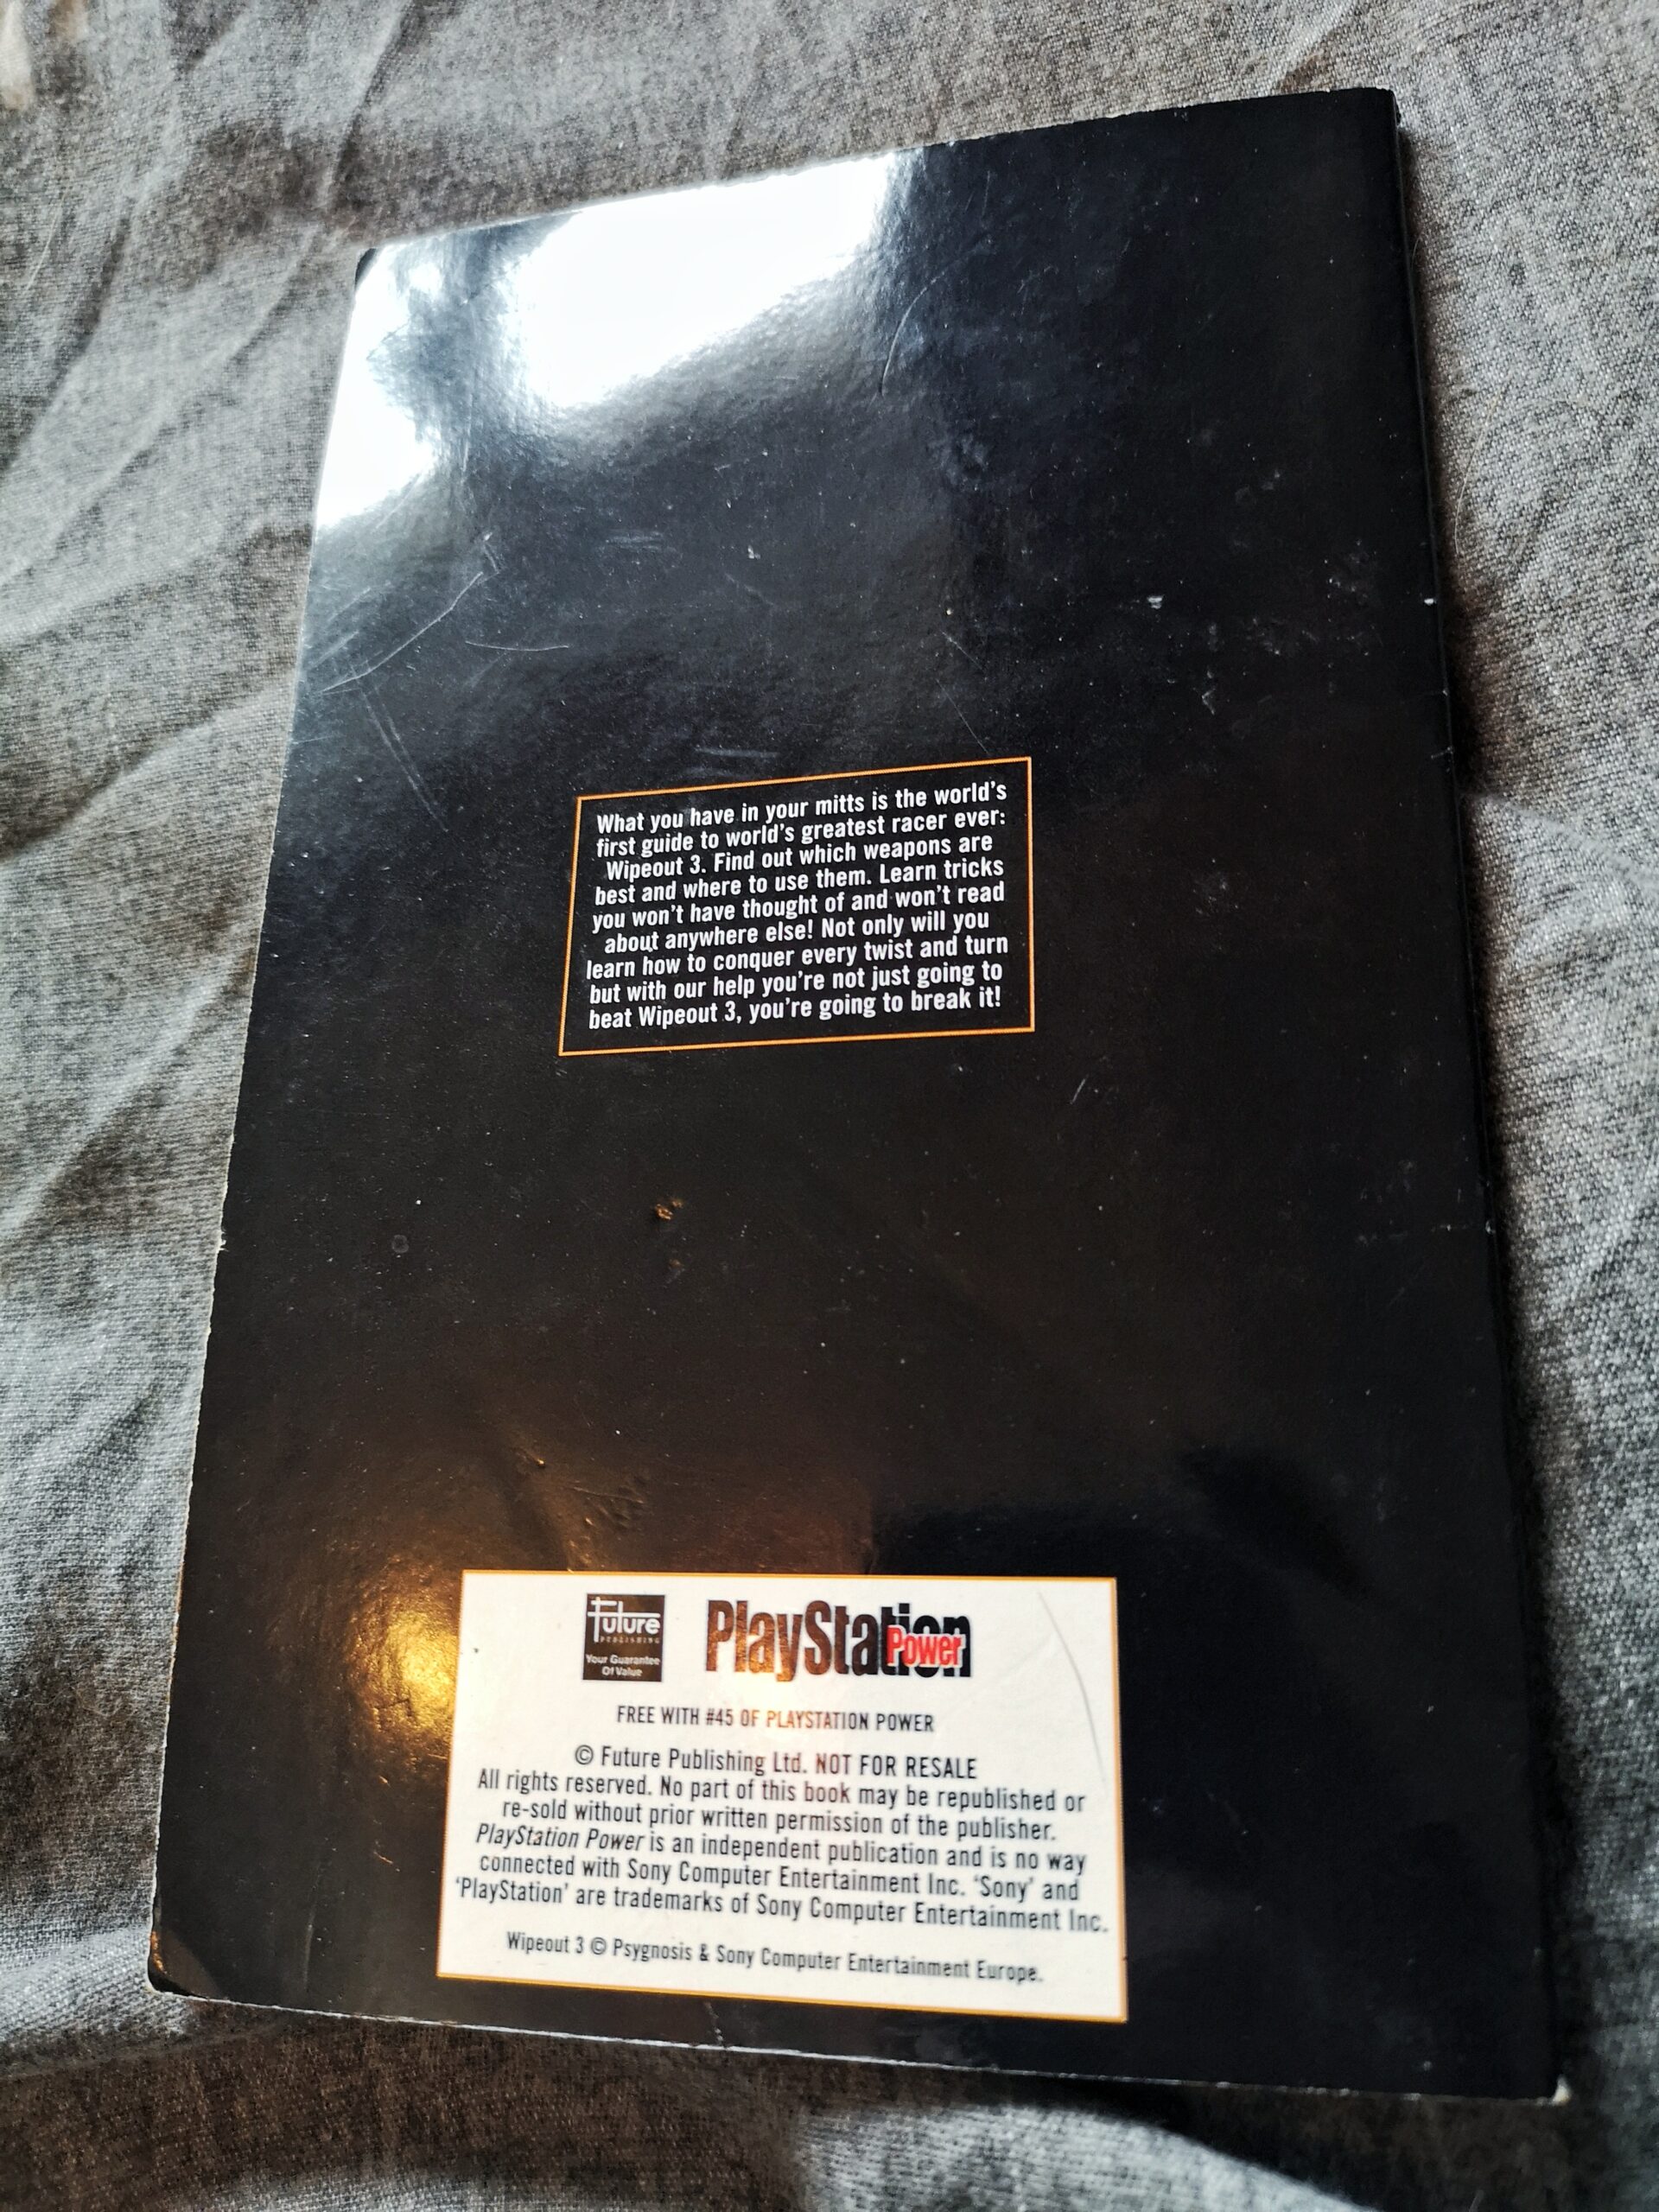 What you have in your mitts is the world's
first guide to world's greatest racer ever:
Wipeout 3. Find out which weapons are
best and where to use them. Learn tricks
you won't have thought of and won't read
about anywhere else! Not only will you
learn how to conquer every twist and turn
but with our help you're not just going to
beat Wipeout 3, you're going to break it!
Future
PUBLISHING
Your Guarantee
Of Value
PlayStation
Power
FREE WITH #45 OF PLAYSTATION POWER
© Future Publishing Ltd. NOT FOR RESALE
All rights reserved. No part of this book may be republished or
re-sold without prior written permission of the publisher.
PlayStation Power is an independent publication and is no way
connected with Sony Computer Entertainment Inc. 'Sony' and
'PlayStation' are trademarks of Sony Computer Entertainment Inc.
Wipeout 3 © Psygnosis & Sony Computer Entertainment Europe.